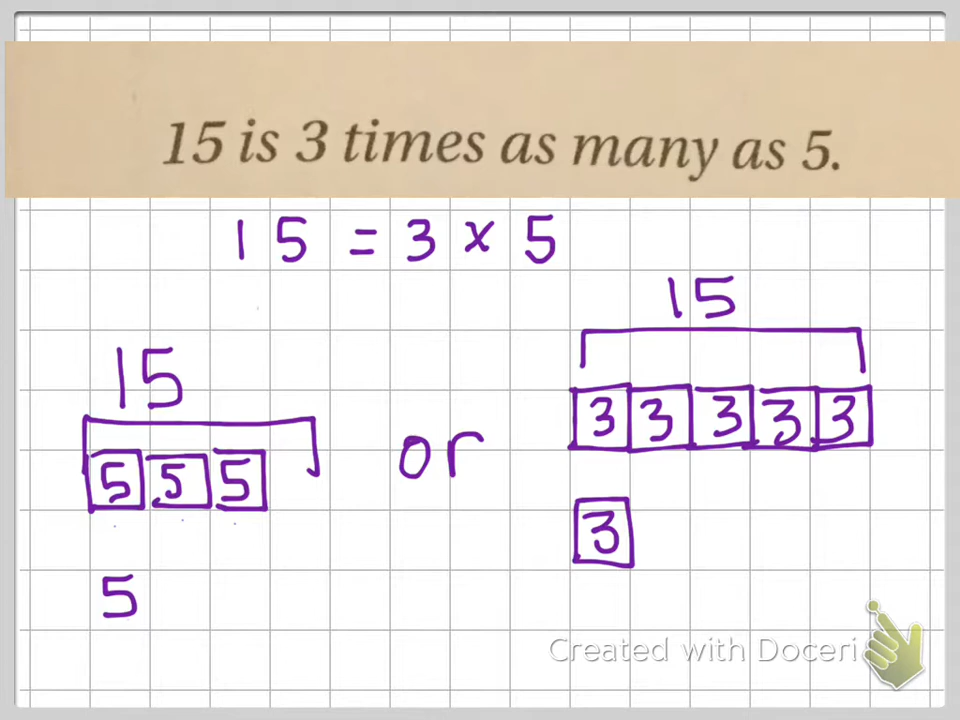 15 is 3 times as many as 5.
15 = 3 × 5
15
5 5 5
5
or
15
3 3 3 3 3
3
Created with Doceri